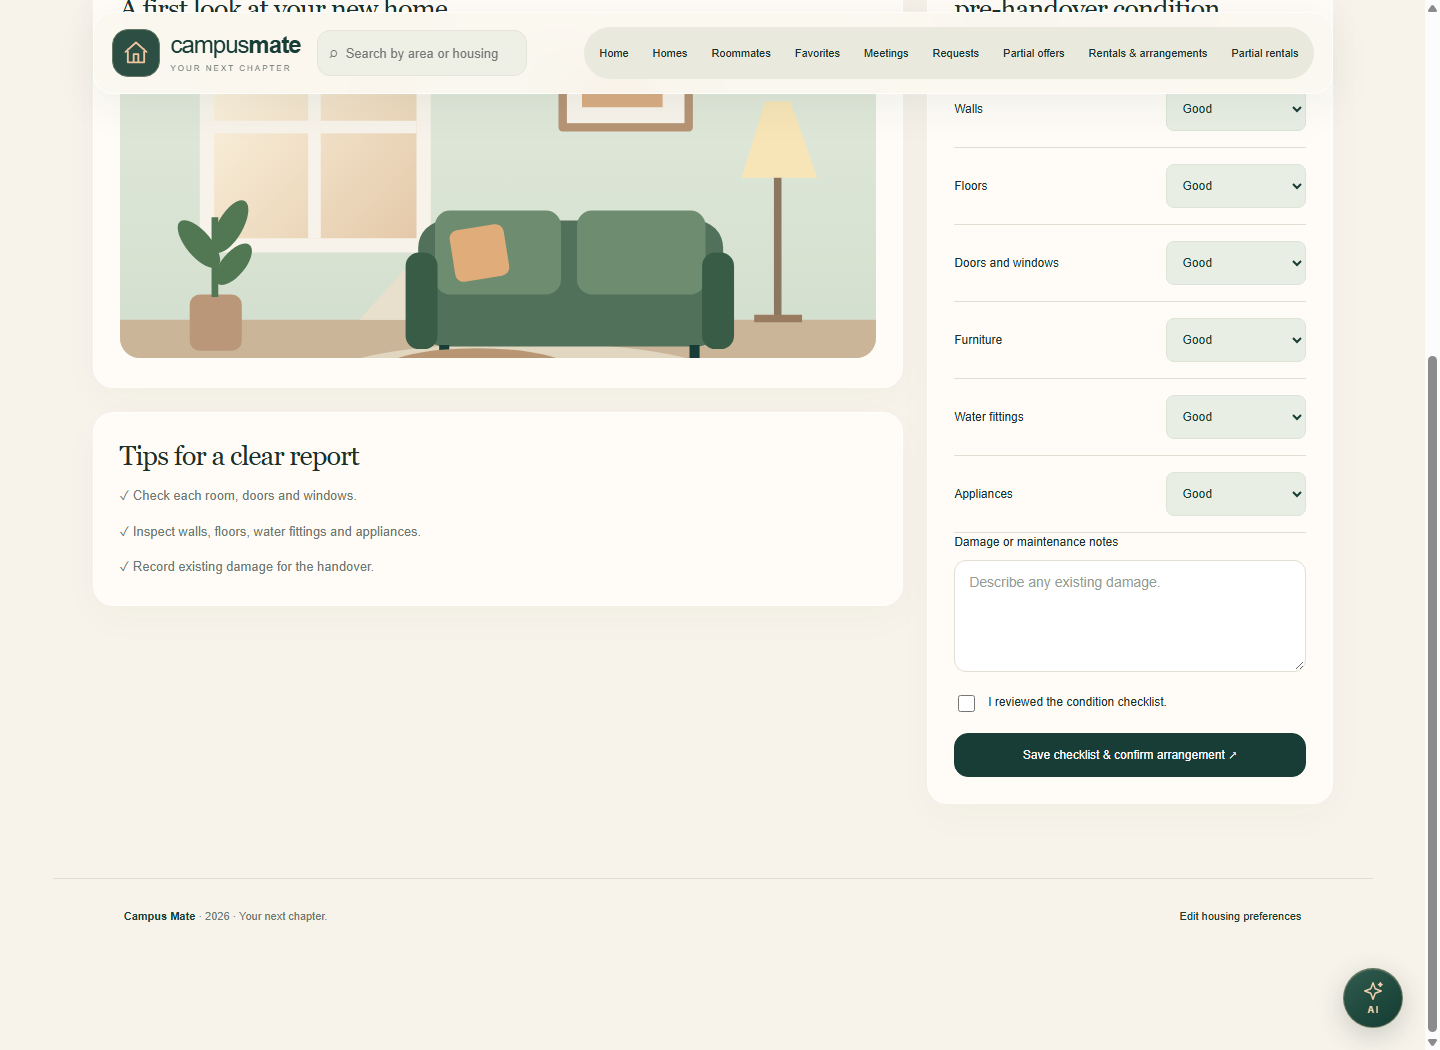 A first look at your new home
pre-handover condition
campusmate
YOUR NEXT CHAPTER
Search by area or housing
Home
Homes
Roommates
Favorites
Meetings
Requests
Partial offers
Rentals & arrangements
Partial rentals
Walls
Good
Floors
Good
Doors and windows
Good
Furniture
Good
Water fittings
Good
Appliances
Good
Damage or maintenance notes
Describe any existing damage.
I reviewed the condition checklist.
Save checklist & confirm arrangement ↗
Tips for a clear report
✓ Check each room, doors and windows.
✓ Inspect walls, floors, water fittings and appliances.
✓ Record existing damage for the handover.
Campus Mate · 2026 · Your next chapter.
Edit housing preferences
AI